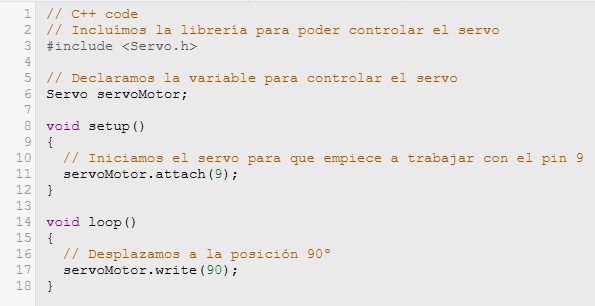 1 // C++ code
2 // Incluímos la librería para poder controlar el servo
3 #include <Servo.h>
4
5 // Declaramos la variable para controlar el servo
6 Servo servoMotor;
7
8 void setup()
9 {
10 // Iniciamos el servo para que empiece a trabajar con el pin 9
11 servoMotor.attach(9);
12 }
13
14 void loop()
15 {
16 // Desplazamos a la posición 90º
17 servoMotor.write(90);
18 }